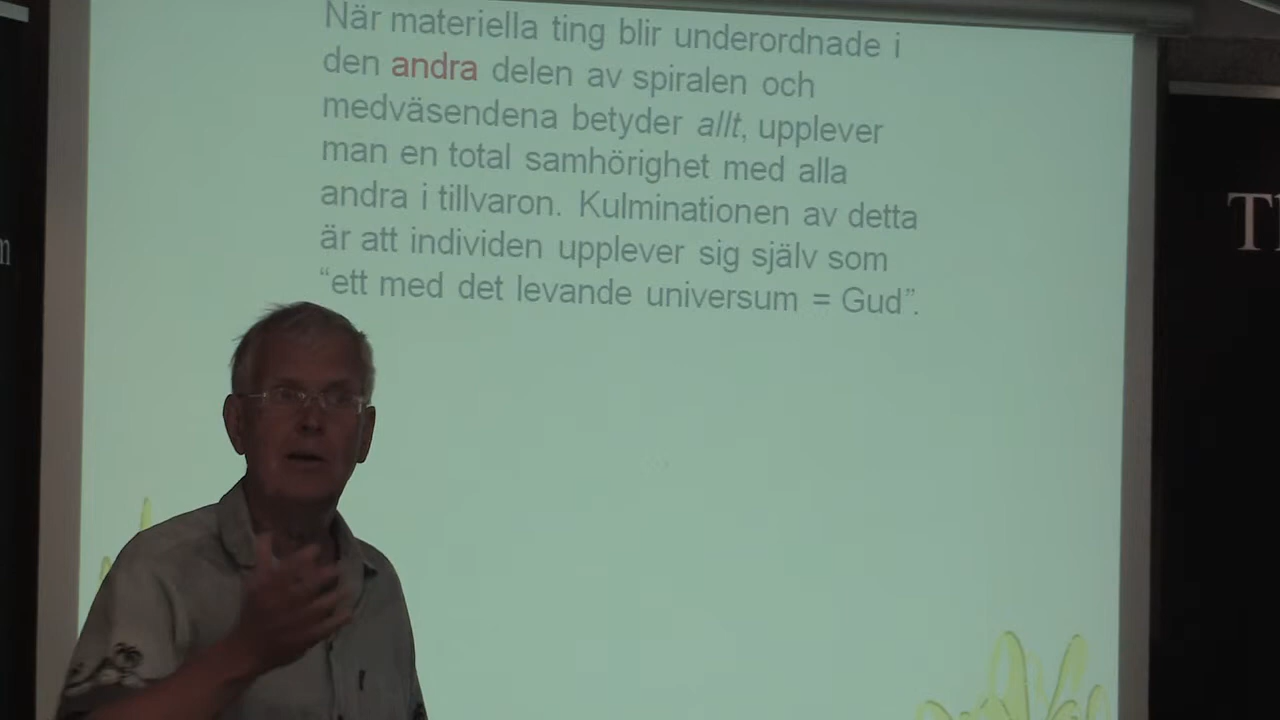 När materiella ting blir underordnade i
den andra delen av spiralen och
medväsendena betyder allt, upplever
man en total samhörighet med alla
andra i tillvaron. Kulminationen av detta
är att individen upplever sig själv som
“ett med det levande universum = Gud”.